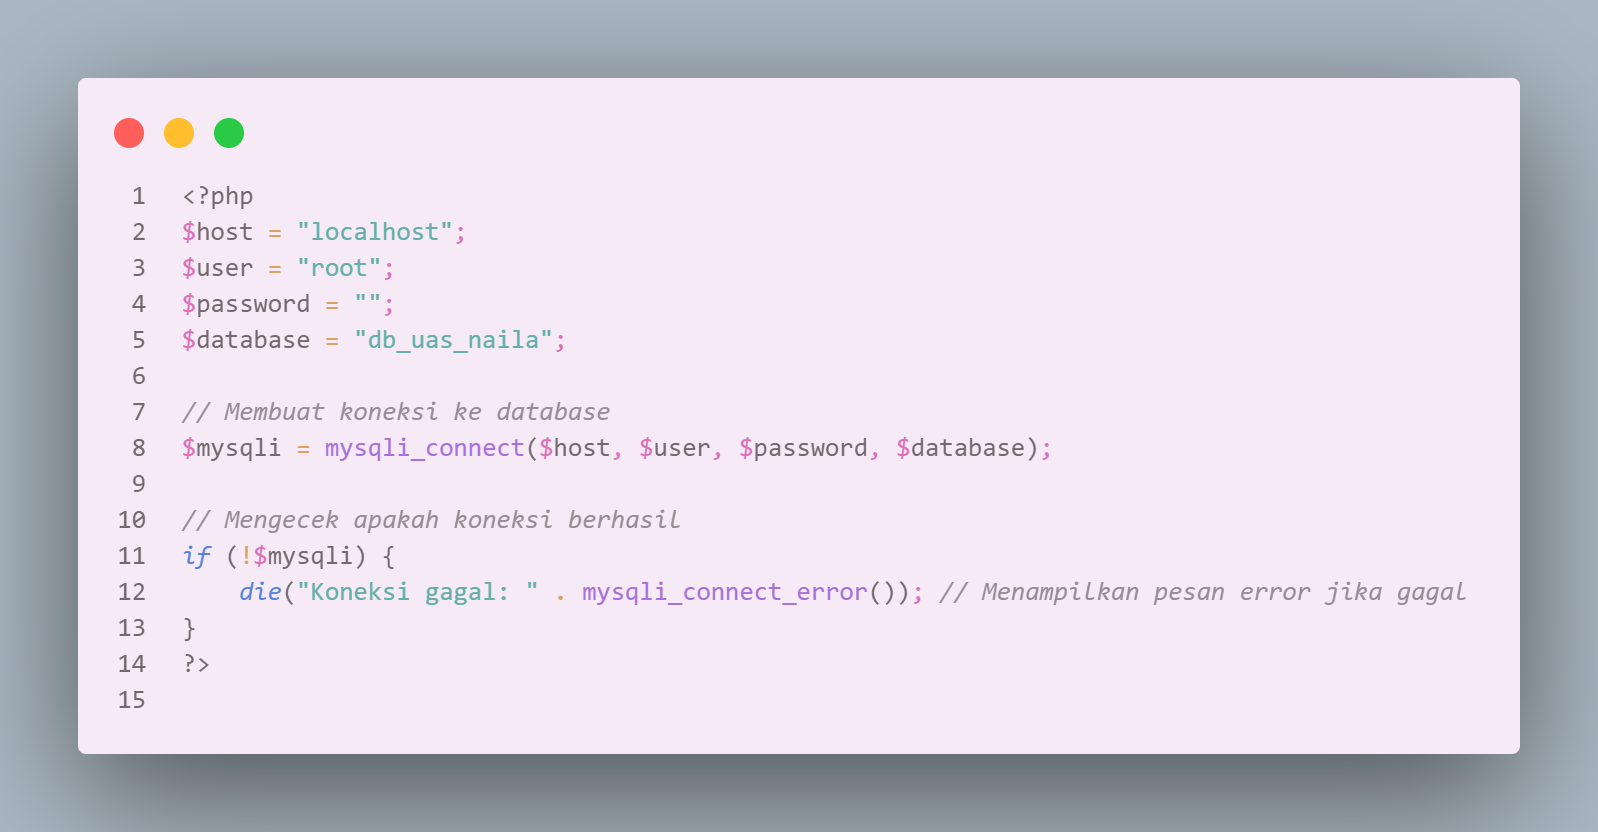 1 <?php
2 $host = "localhost";
3 $user = "root";
4 $password = "";
5 $database = "db_uas_naila";
6
7 // Membuat koneksi ke database
8 $mysqli = mysqli_connect($host, $user, $password, $database);
9
10 // Mengecek apakah koneksi berhasil
11 if (!$mysqli) {
12     die("Koneksi gagal: " . mysqli_connect_error()); // Menampilkan pesan error jika gagal
13 }
14 ?>
15